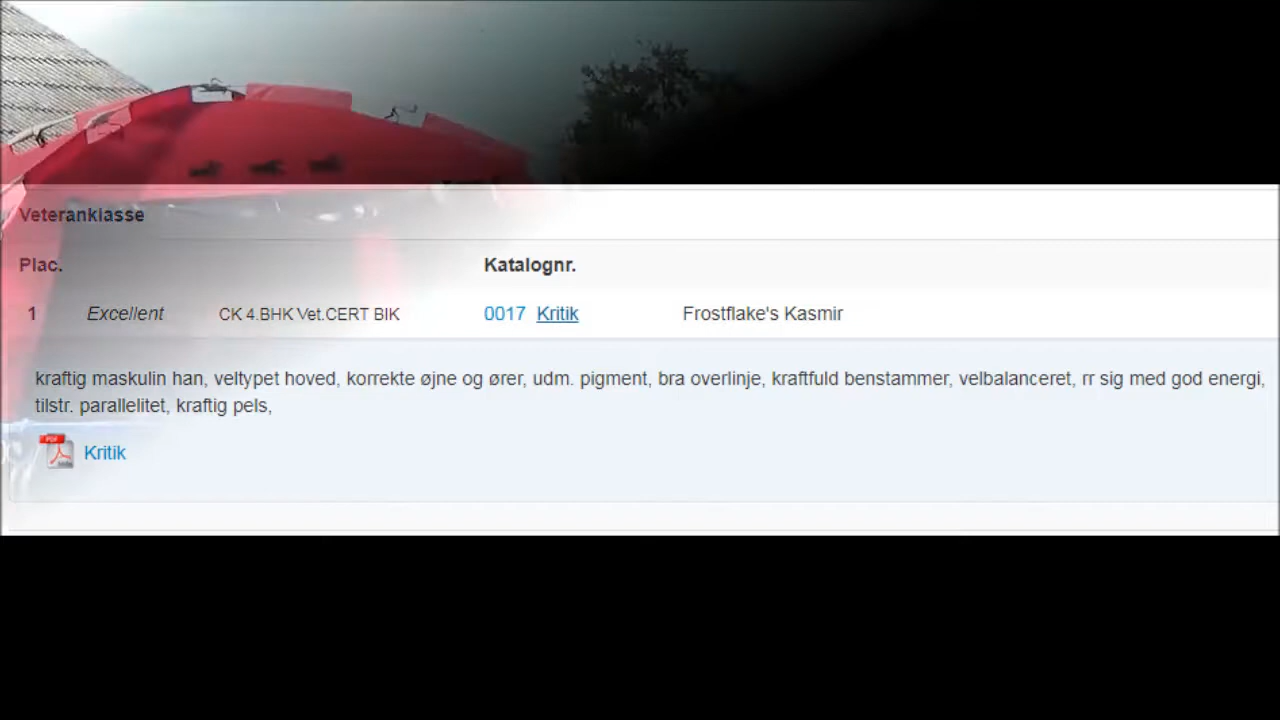 Veteranklasse
Plac. Katalognr.
1 Excellent CK 4.BHK Vet.CERT BIK 0017 Kritik Frostflake's Kasmir
kraftig maskulin han, veltypet hoved, korrekte øjne og ører, udm. pigment, bra overlinje, kraftfuld benstammer, velbalanceret, rr sig med god energi,
tilstr. parallelitet, kraftig pels,
PDF
Kritik